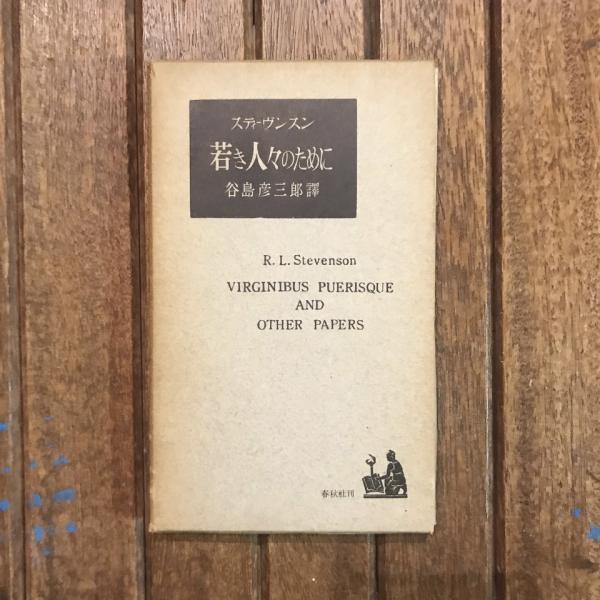 スティーヴンスン
若き人々のために
谷島彦三郎譯
R. L. Stevenson
VIRGINIBUS PUERISQUE
AND
OTHER PAPERS
春秋社刊